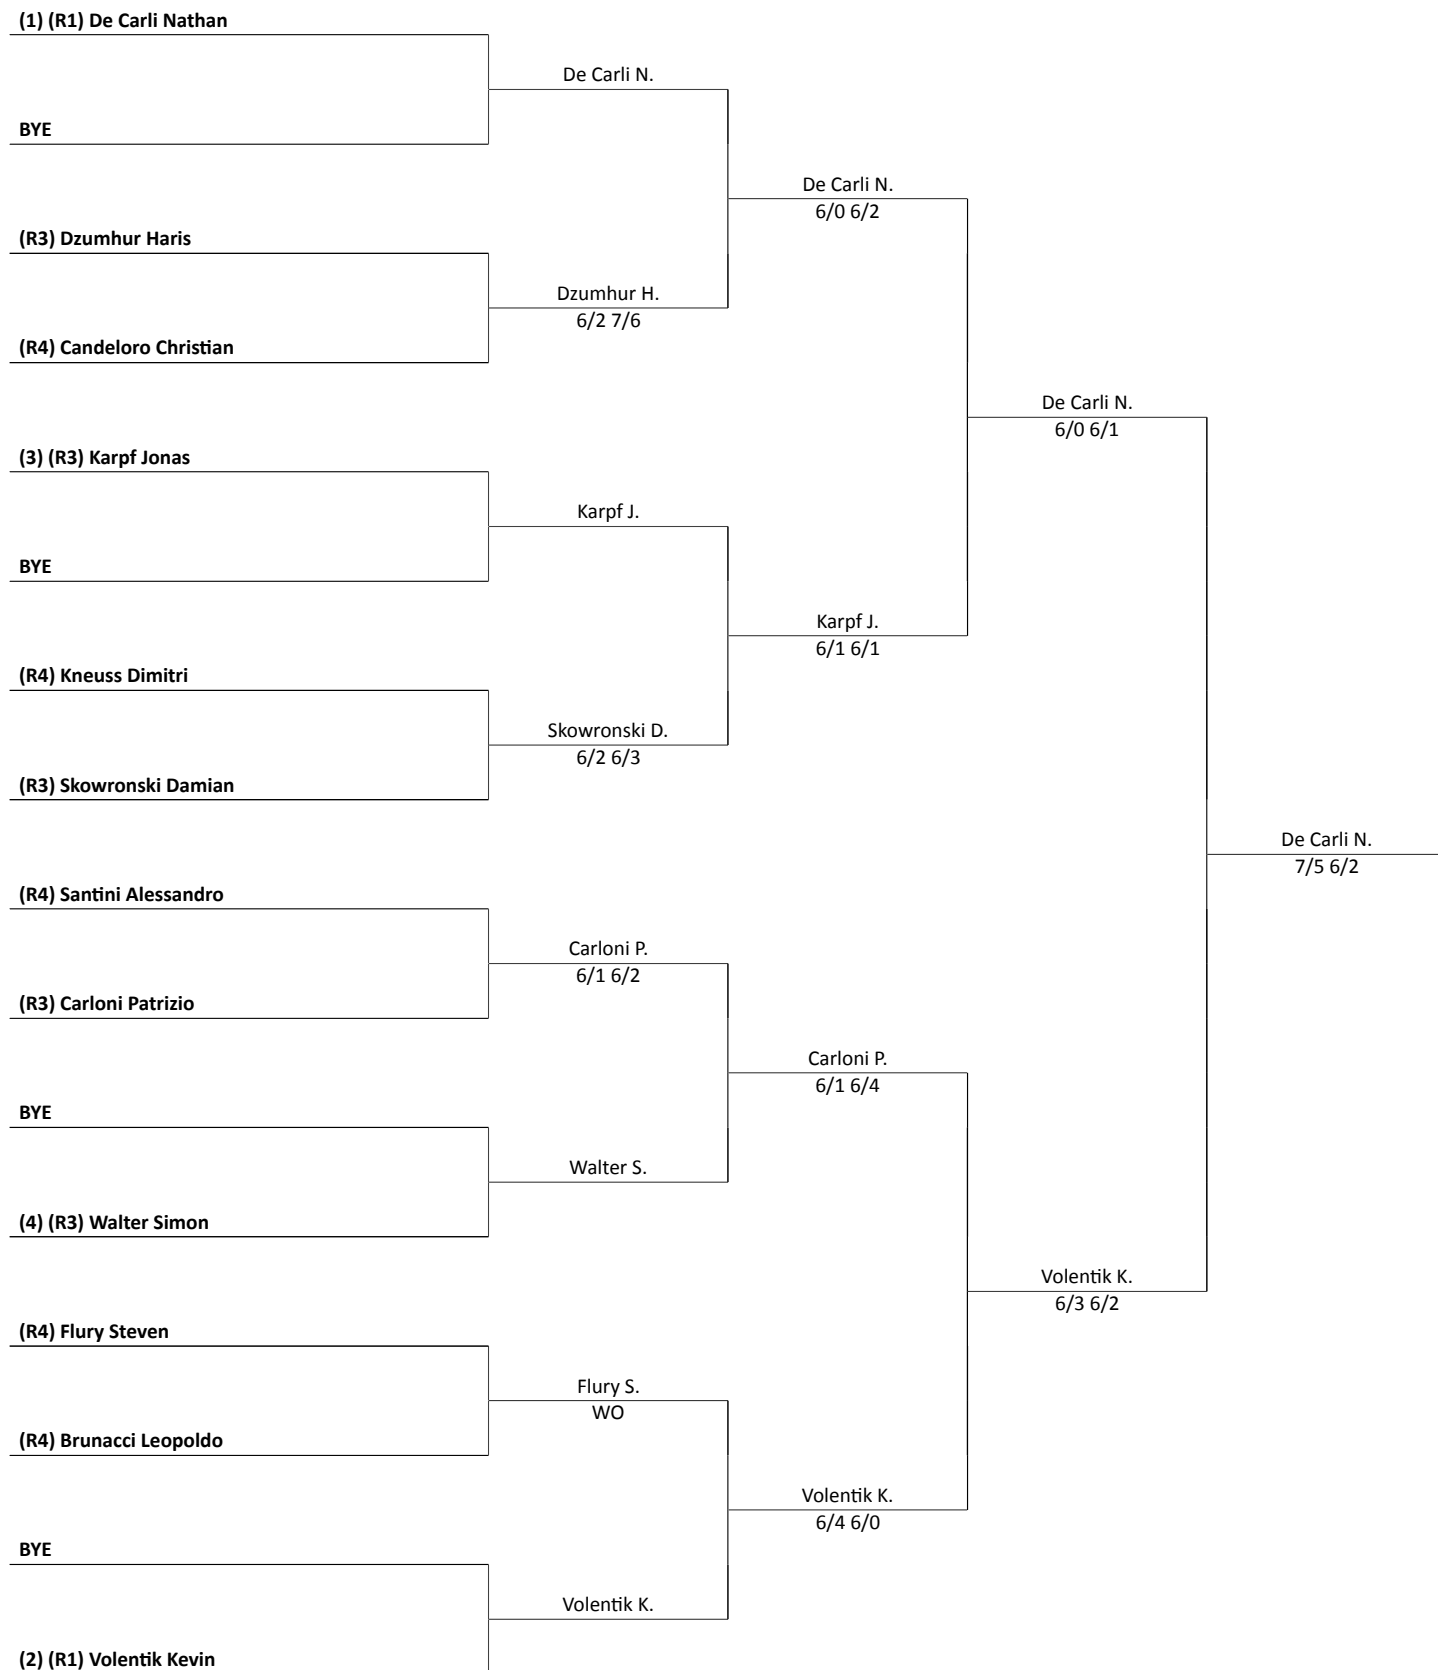 (1) (R1) De Carli Nathan
De Carli N.
BYE
De Carli N.
6/0 6/2
(R3) Dzumhur Haris
Dzumhur H.
6/2 7/6
(R4) Candeloro Christian
De Carli N.
6/0 6/1
(3) (R3) Karpf Jonas
Karpf J.
BYE
Karpf J.
6/1 6/1
(R4) Kneuss Dimitri
Skowronski D.
6/2 6/3
(R3) Skowronski Damian
De Carli N.
7/5 6/2
(R4) Santini Alessandro
Carloni P.
6/1 6/2
(R3) Carloni Patrizio
Carloni P.
6/1 6/4
BYE
Walter S.
(4) (R3) Walter Simon
Volentik K.
6/3 6/2
(R4) Flury Steven
Flury S.
WO
(R4) Brunacci Leopoldo
Volentik K.
6/4 6/0
BYE
Volentik K.
(2) (R1) Volentik Kevin